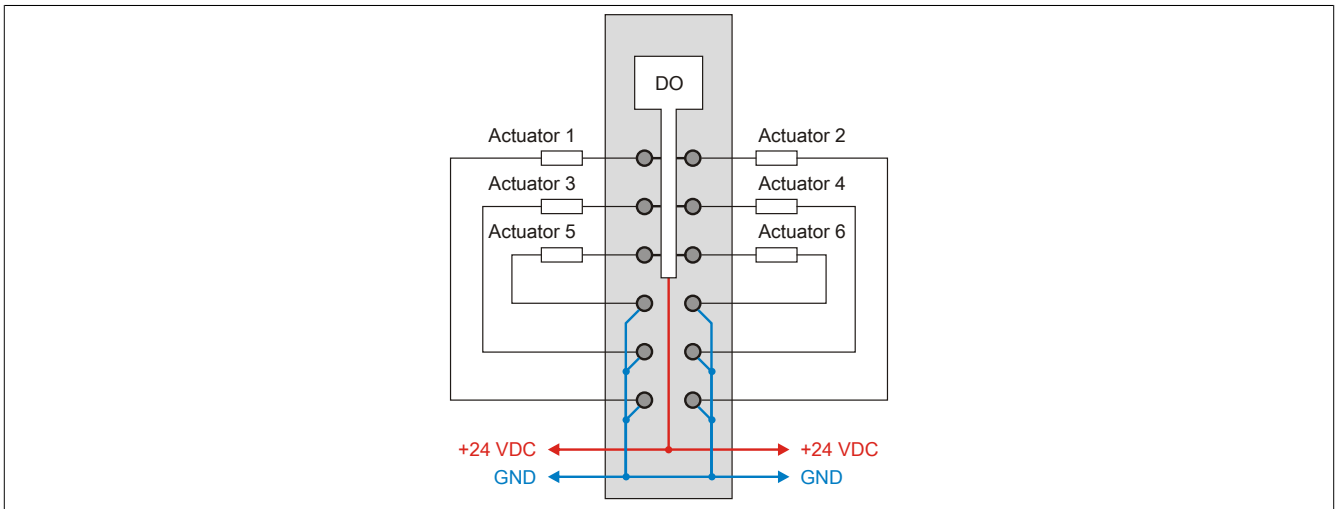 DO
Actuator 1 Actuator 2
Actuator 3 Actuator 4
Actuator 5 Actuator 6
+24 VDC +24 VDC
GND GND